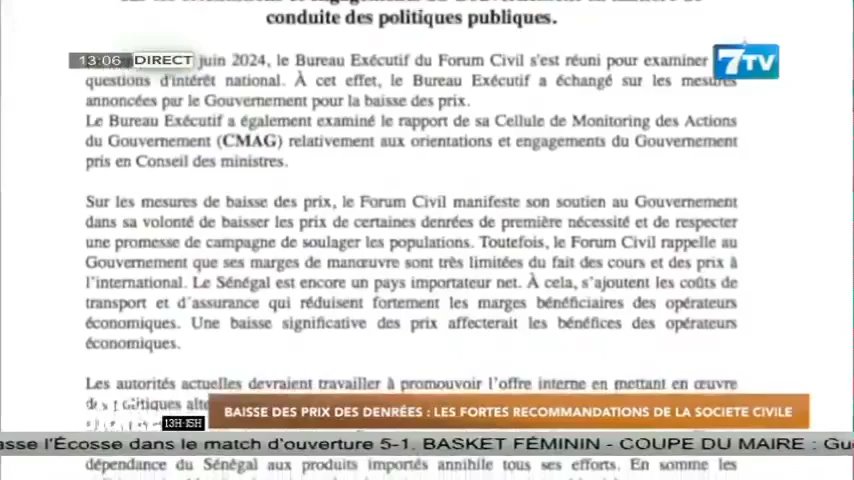 conduite des politiques publiques.
13:06 DIRECT
juin 2024, le Bureau Exécutif du Forum Civil s'est réuni pour examiner
7TV
questions d'intérêt national. À cet effet, le Bureau Exécutif a échangé sur les mesures
annoncées par le Gouvernement pour la baisse des prix.
Le Bureau Exécutif a également examiné le rapport de sa Cellule de Monitoring des Actions
du Gouvernement (CMAG) relativement aux orientations et engagements du Gouvernement
pris en Conseil des ministres.
Sur les mesures de baisse des prix, le Forum Civil manifeste son soutien au Gouvernement
dans sa volonté de baisser les prix de certaines denrées de première nécessité et de respecter
une promesse de campagne de soulager les populations. Toutefois, le Forum Civil rappelle au
Gouvernement que ses marges de manœuvre sont très limitées du fait des cours et des prix à
l'international. Le Sénégal est encore un pays importateur net. À cela, s'ajoutent les coûts de
transport et d'assurance qui réduisent fortement les marges bénéficiaires des opérateurs
économiques. Une baisse significative des prix affecterait les bénéfices des opérateurs
économiques.
Les autorités actuelles devraient travailler à promouvoir l'offre interne en mettant en œuvre
13H-15H
BAISSE DES PRIX DES DENRÉES : LES FORTES RECOMMANDATIONS DE LA SOCIETE CIVILE
asse l'Écosse dans le match d'ouverture 5-1. BASKET FÉMININ - COUPE DU MAIRE : Gu
dépendance du Sénégal aux produits importés annihile tous ses efforts. En somme les